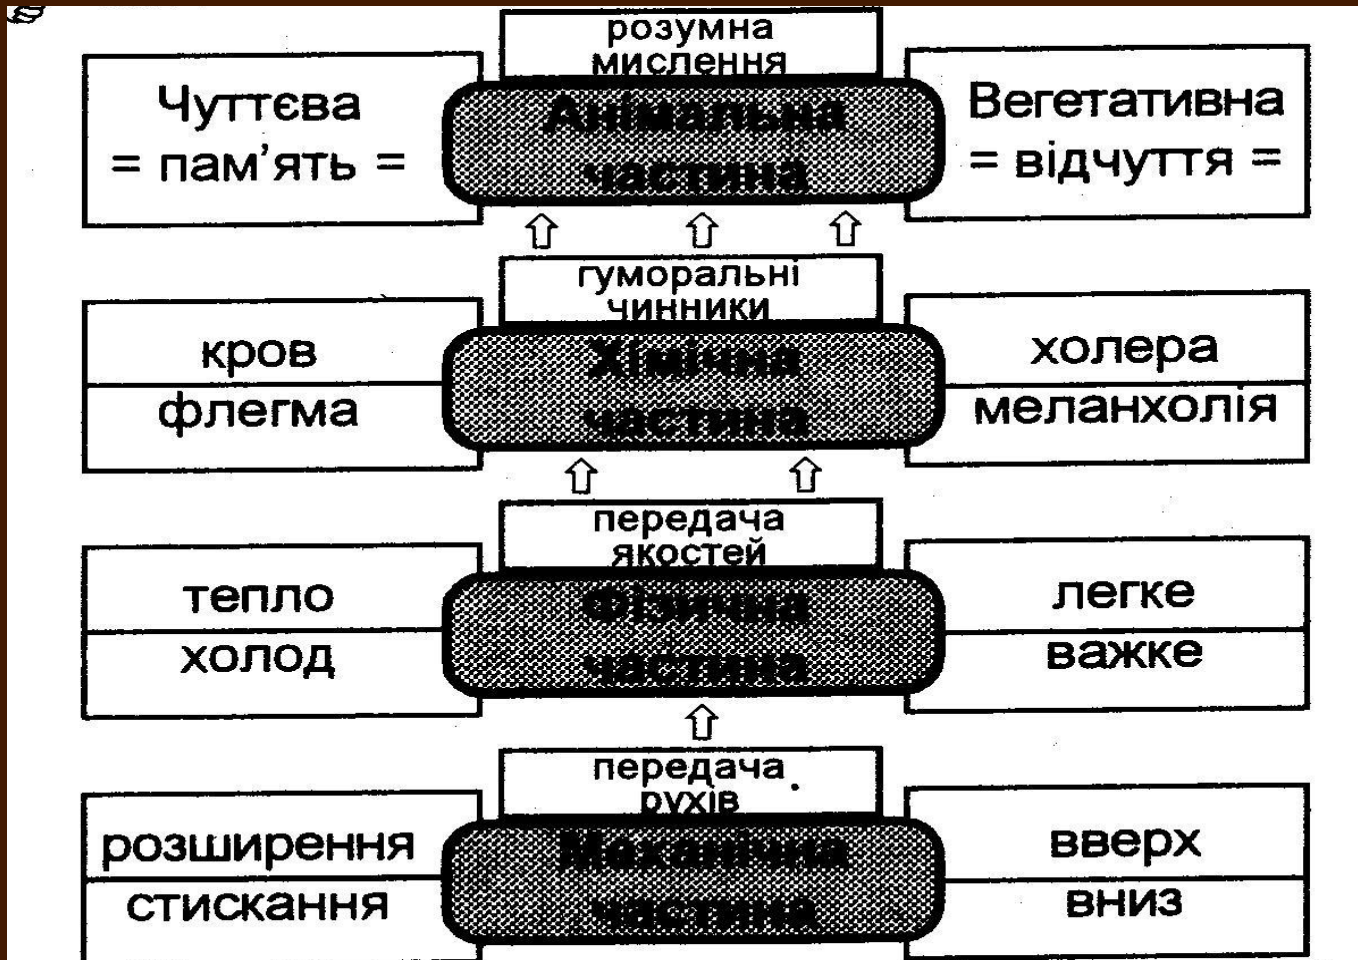 розумна
мислення
Чуттєва
= пам’ять =
Анімальна
частина
Вегетативна
= відчуття =
гуморальні
чинники
кров
флегма
Хімічна
частина
холера
меланхолія
передача
якостей
тепло
холод
Фізична
частина
легке
важке
передача
рухів
розширення
стискання
Механічна
частина
вверх
вниз